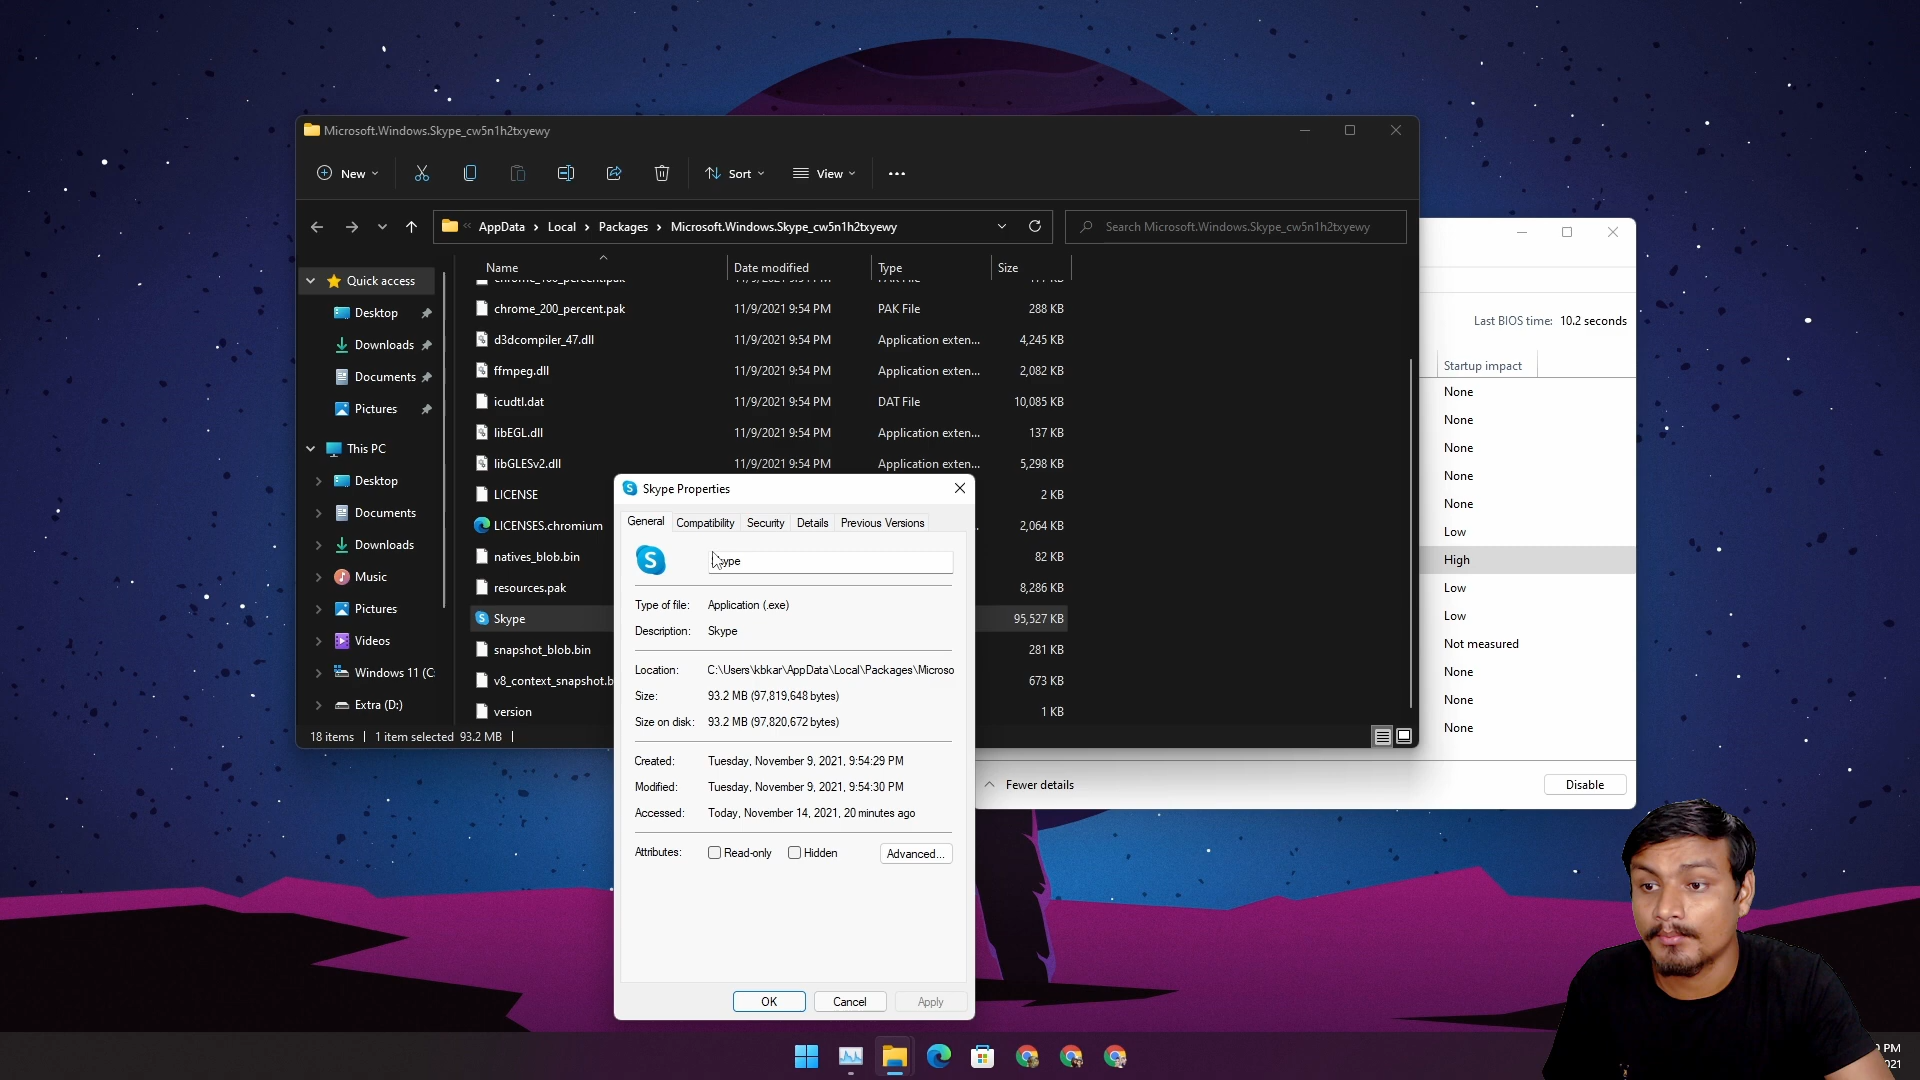 Microsoft.Windows.Skype_cw5n1h2txyewy
New
Sort
View
AppData > Local > Packages > Microsoft.Windows.Skype_cw5n1h2txyewy
Search Microsoft.Windows.Skype_cw5n1h2txyewy
Name Date modified Type Size
Quick access
Desktop
Downloads
Documents
Pictures
This PC
Desktop
Documents
Downloads
Music
Pictures
Videos
Windows 11 (C:
Extra (D:)
chrome_200_percent.pak 11/9/2021 9:54 PM PAK File 288 KB
d3dcompiler_47.dll 11/9/2021 9:54 PM Application exten... 4,245 KB
ffmpeg.dll 11/9/2021 9:54 PM Application exten... 2,082 KB
icudtl.dat 11/9/2021 9:54 PM DAT File 10,085 KB
libEGL.dll 11/9/2021 9:54 PM Application exten... 137 KB
libGLESv2.dll 11/9/2021 9:54 PM Application exten... 5,298 KB
LICENSE 2 KB
LICENSES.chromium 2,064 KB
natives_blob.bin 82 KB
resources.pak 8,286 KB
Skype 95,527 KB
snapshot_blob.bin 281 KB
v8_context_snapshot.b 673 KB
version 1 KB
18 items | 1 item selected 93.2 MB |
Skype Properties
General Compatibility Security Details Previous Versions
Type of file: Application (.exe)
Description: Skype
Location: C:\Users\kbkar\AppData\Local\Packages\Microso
Size: 93.2 MB (97,819,648 bytes)
Size on disk: 93.2 MB (97,820,672 bytes)
Created: Tuesday, November 9, 2021, 9:54:29 PM
Modified: Tuesday, November 9, 2021, 9:54:30 PM
Accessed: Today, November 14, 2021, 20 minutes ago
Attributes: Read-only Hidden Advanced...
OK Cancel Apply
Last BIOS time: 10.2 seconds
Startup impact
None
None
None
None
None
Low
High
Low
Low
Not measured
None
None
None
Fewer details
Disable
PM